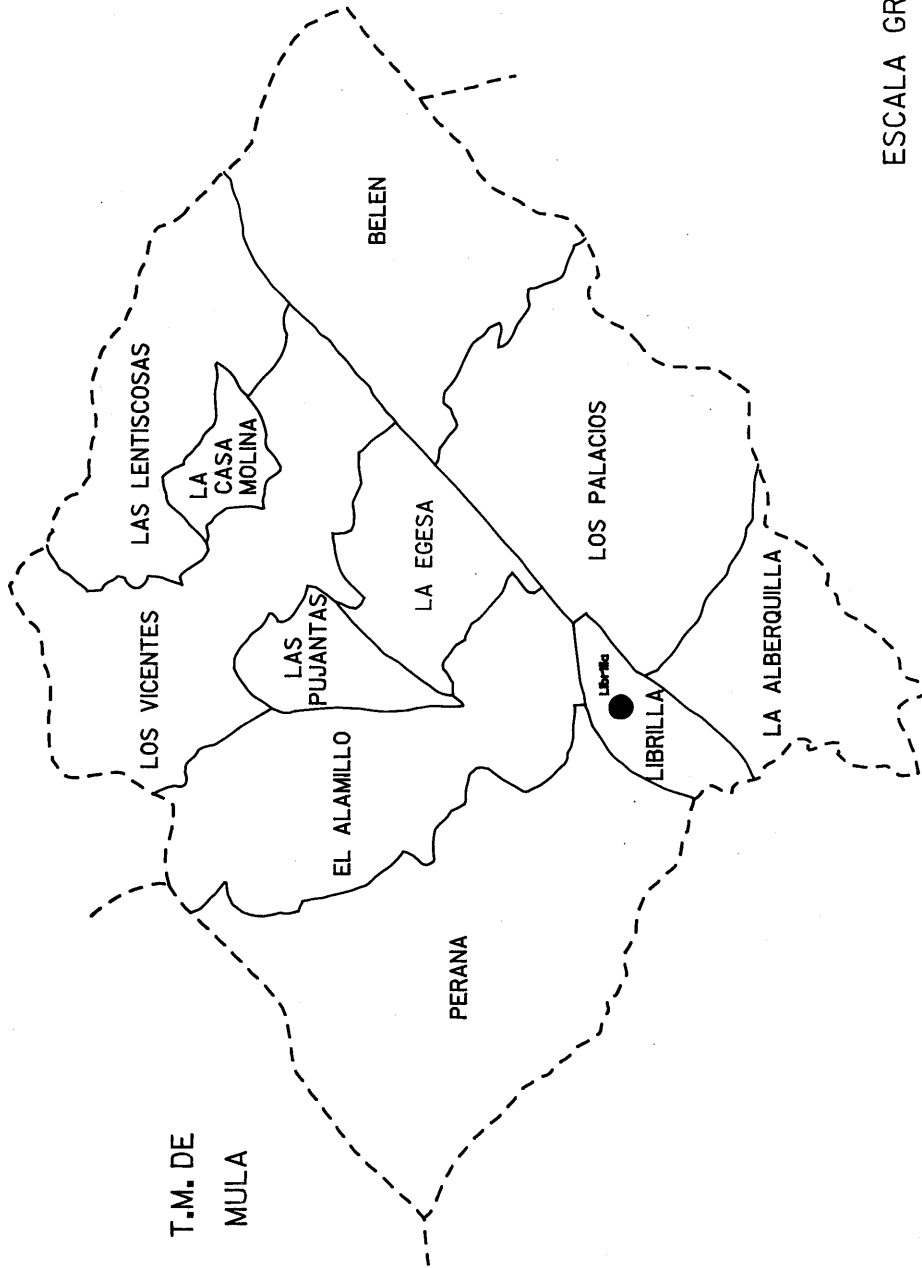 T.M. DE
MULA
LOS VICENTES
LAS LENTISCOSAS
LA
CASA
MOLINA
BELEN
LAS
PUJANTAS
EL ALAMILLO
LA EGESA
PERANA
LOS PALACIOS
Librilla
LIBRILLA
LA ALBERQUILLA
ESCALA GR